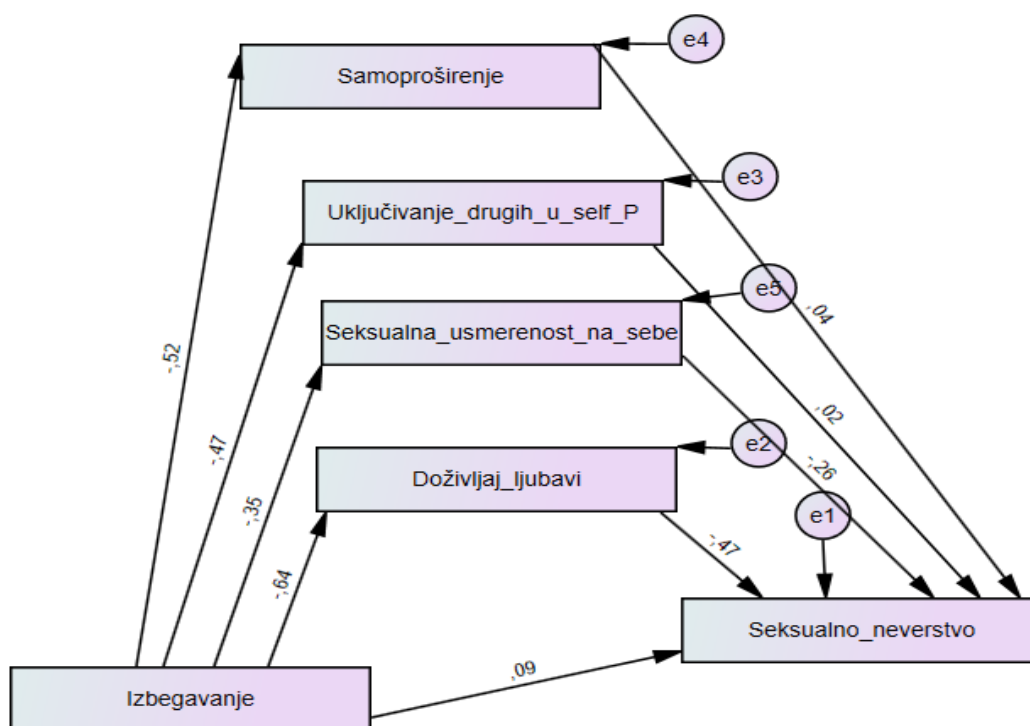 e4
Samoproširenje
e3
Uključivanje_drugih_u_self_P
e5
Seksualna_usmerenost_na_sebe
,04
-,52
,02
-,47
e2
Doživljaj_ljubavi
-,26
-,35
e1
-,47
-,64
Seksualno_neverstvo
,09
Izbegavanje